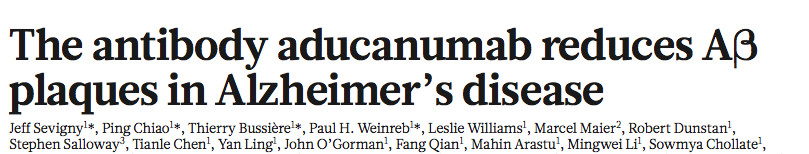 The antibody aducanumab reduces Aβ
plaques in Alzheimer’s disease
Jeff Sevigny¹*, Ping Chiao¹*, Thierry Bussière¹*, Paul H. Weinreb¹*, Leslie Williams¹, Marcel Maier², Robert Dunstan¹,
Stephen Salloway³, Tianle Chen¹, Yan Ling¹, John O’Gorman¹, Fang Qian¹, Mahin Arastu¹, Mingwei Li¹, Sowmya Chollate¹,